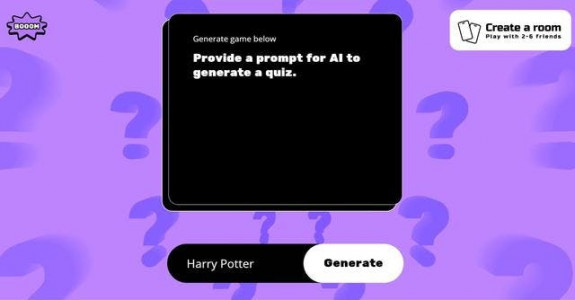 BOOOM
Create a room
Play with 2-6 friends
Generate game below
Provide a prompt for AI to
generate a quiz.
Harry Potter
Generate